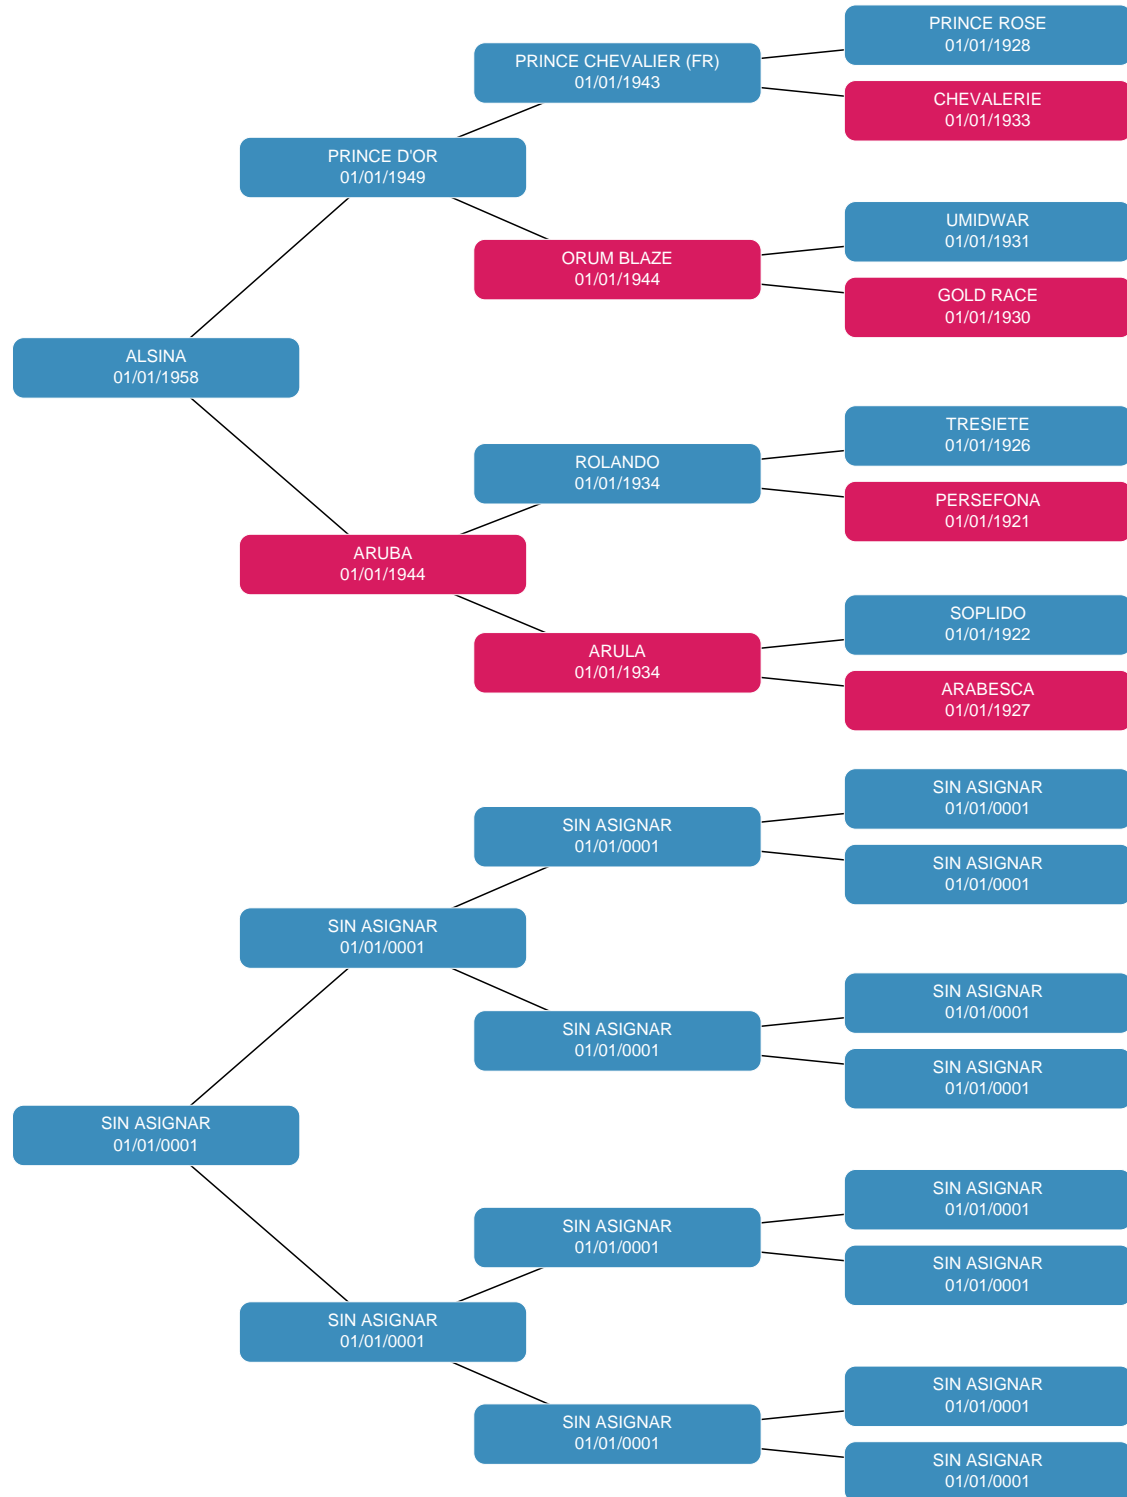 PRINCE ROSE
01/01/1928
PRINCE CHEVALIER (FR)
01/01/1943
CHEVALERIE
01/01/1933
PRINCE D'OR
01/01/1949
UMIDWAR
01/01/1931
ORUM BLAZE
01/01/1944
GOLD RACE
01/01/1930
ALSINA
01/01/1958
TRESIETE
01/01/1926
ROLANDO
01/01/1934
PERSEFONA
01/01/1921
ARUBA
01/01/1944
SOPLIDO
01/01/1922
ARULA
01/01/1934
ARABESCA
01/01/1927
SIN ASIGNAR
01/01/0001
SIN ASIGNAR
01/01/0001
SIN ASIGNAR
01/01/0001
SIN ASIGNAR
01/01/0001
SIN ASIGNAR
01/01/0001
SIN ASIGNAR
01/01/0001
SIN ASIGNAR
01/01/0001
SIN ASIGNAR
01/01/0001
SIN ASIGNAR
01/01/0001
SIN ASIGNAR
01/01/0001
SIN ASIGNAR
01/01/0001
SIN ASIGNAR
01/01/0001
SIN ASIGNAR
01/01/0001
SIN ASIGNAR
01/01/0001
SIN ASIGNAR
01/01/0001